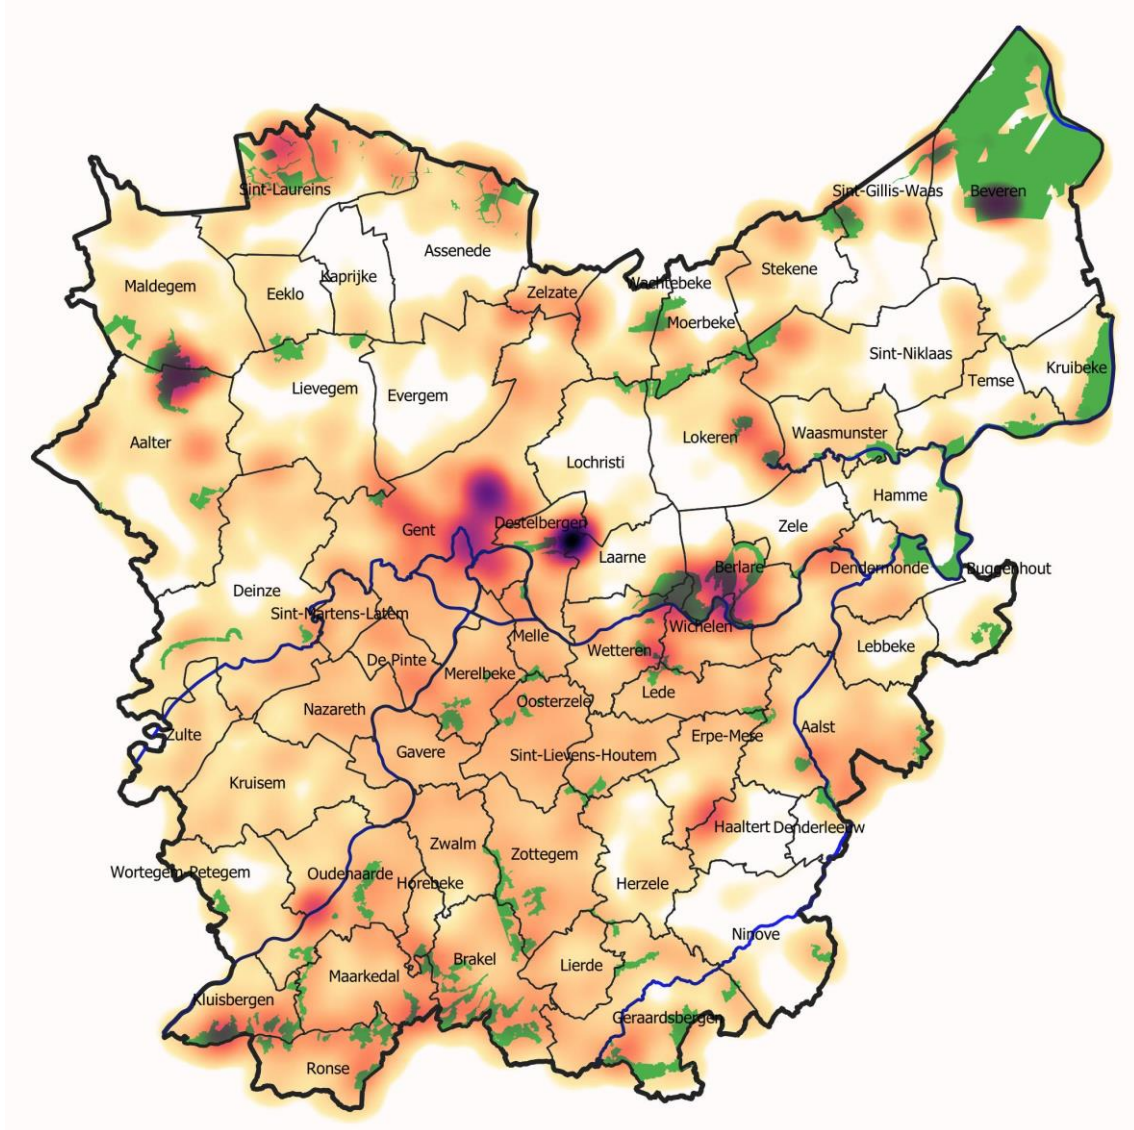 Sint-Laureins
Sint-Gillis-Waas
Beveren
Assenede
Stekene
Kaprijke
Maldegem
Eeklo
Zelzate
Wachtebeke
Moerbeke
Sint-Niklaas
Kruibeke
Temse
Lievegem
Evergem
Aalter
Lokeren
Waasmunster
Lochristi
Hamme
Gent
Destelbergen
Zele
Laarne
Berlare
Dendermonde
Buggenhout
Deinze
Sint-Martens-Latem
Wichelen
Melle
Wetteren
Lebbeke
De Pinte
Merelbeke
Lede
Oosterzele
Nazareth
Zulte
Erpe-Mere
Aalst
Gavere
Sint-Lievens-Houtem
Kruisem
Haaltert
Denderleeuw
Zwalm
Zottegem
Wortegem-Petegem
Oudenaarde
Horebeke
Herzele
Ninove
Brakel
Lierde
Maarkedal
Kluisbergen
Geraardsbergen
Ronse